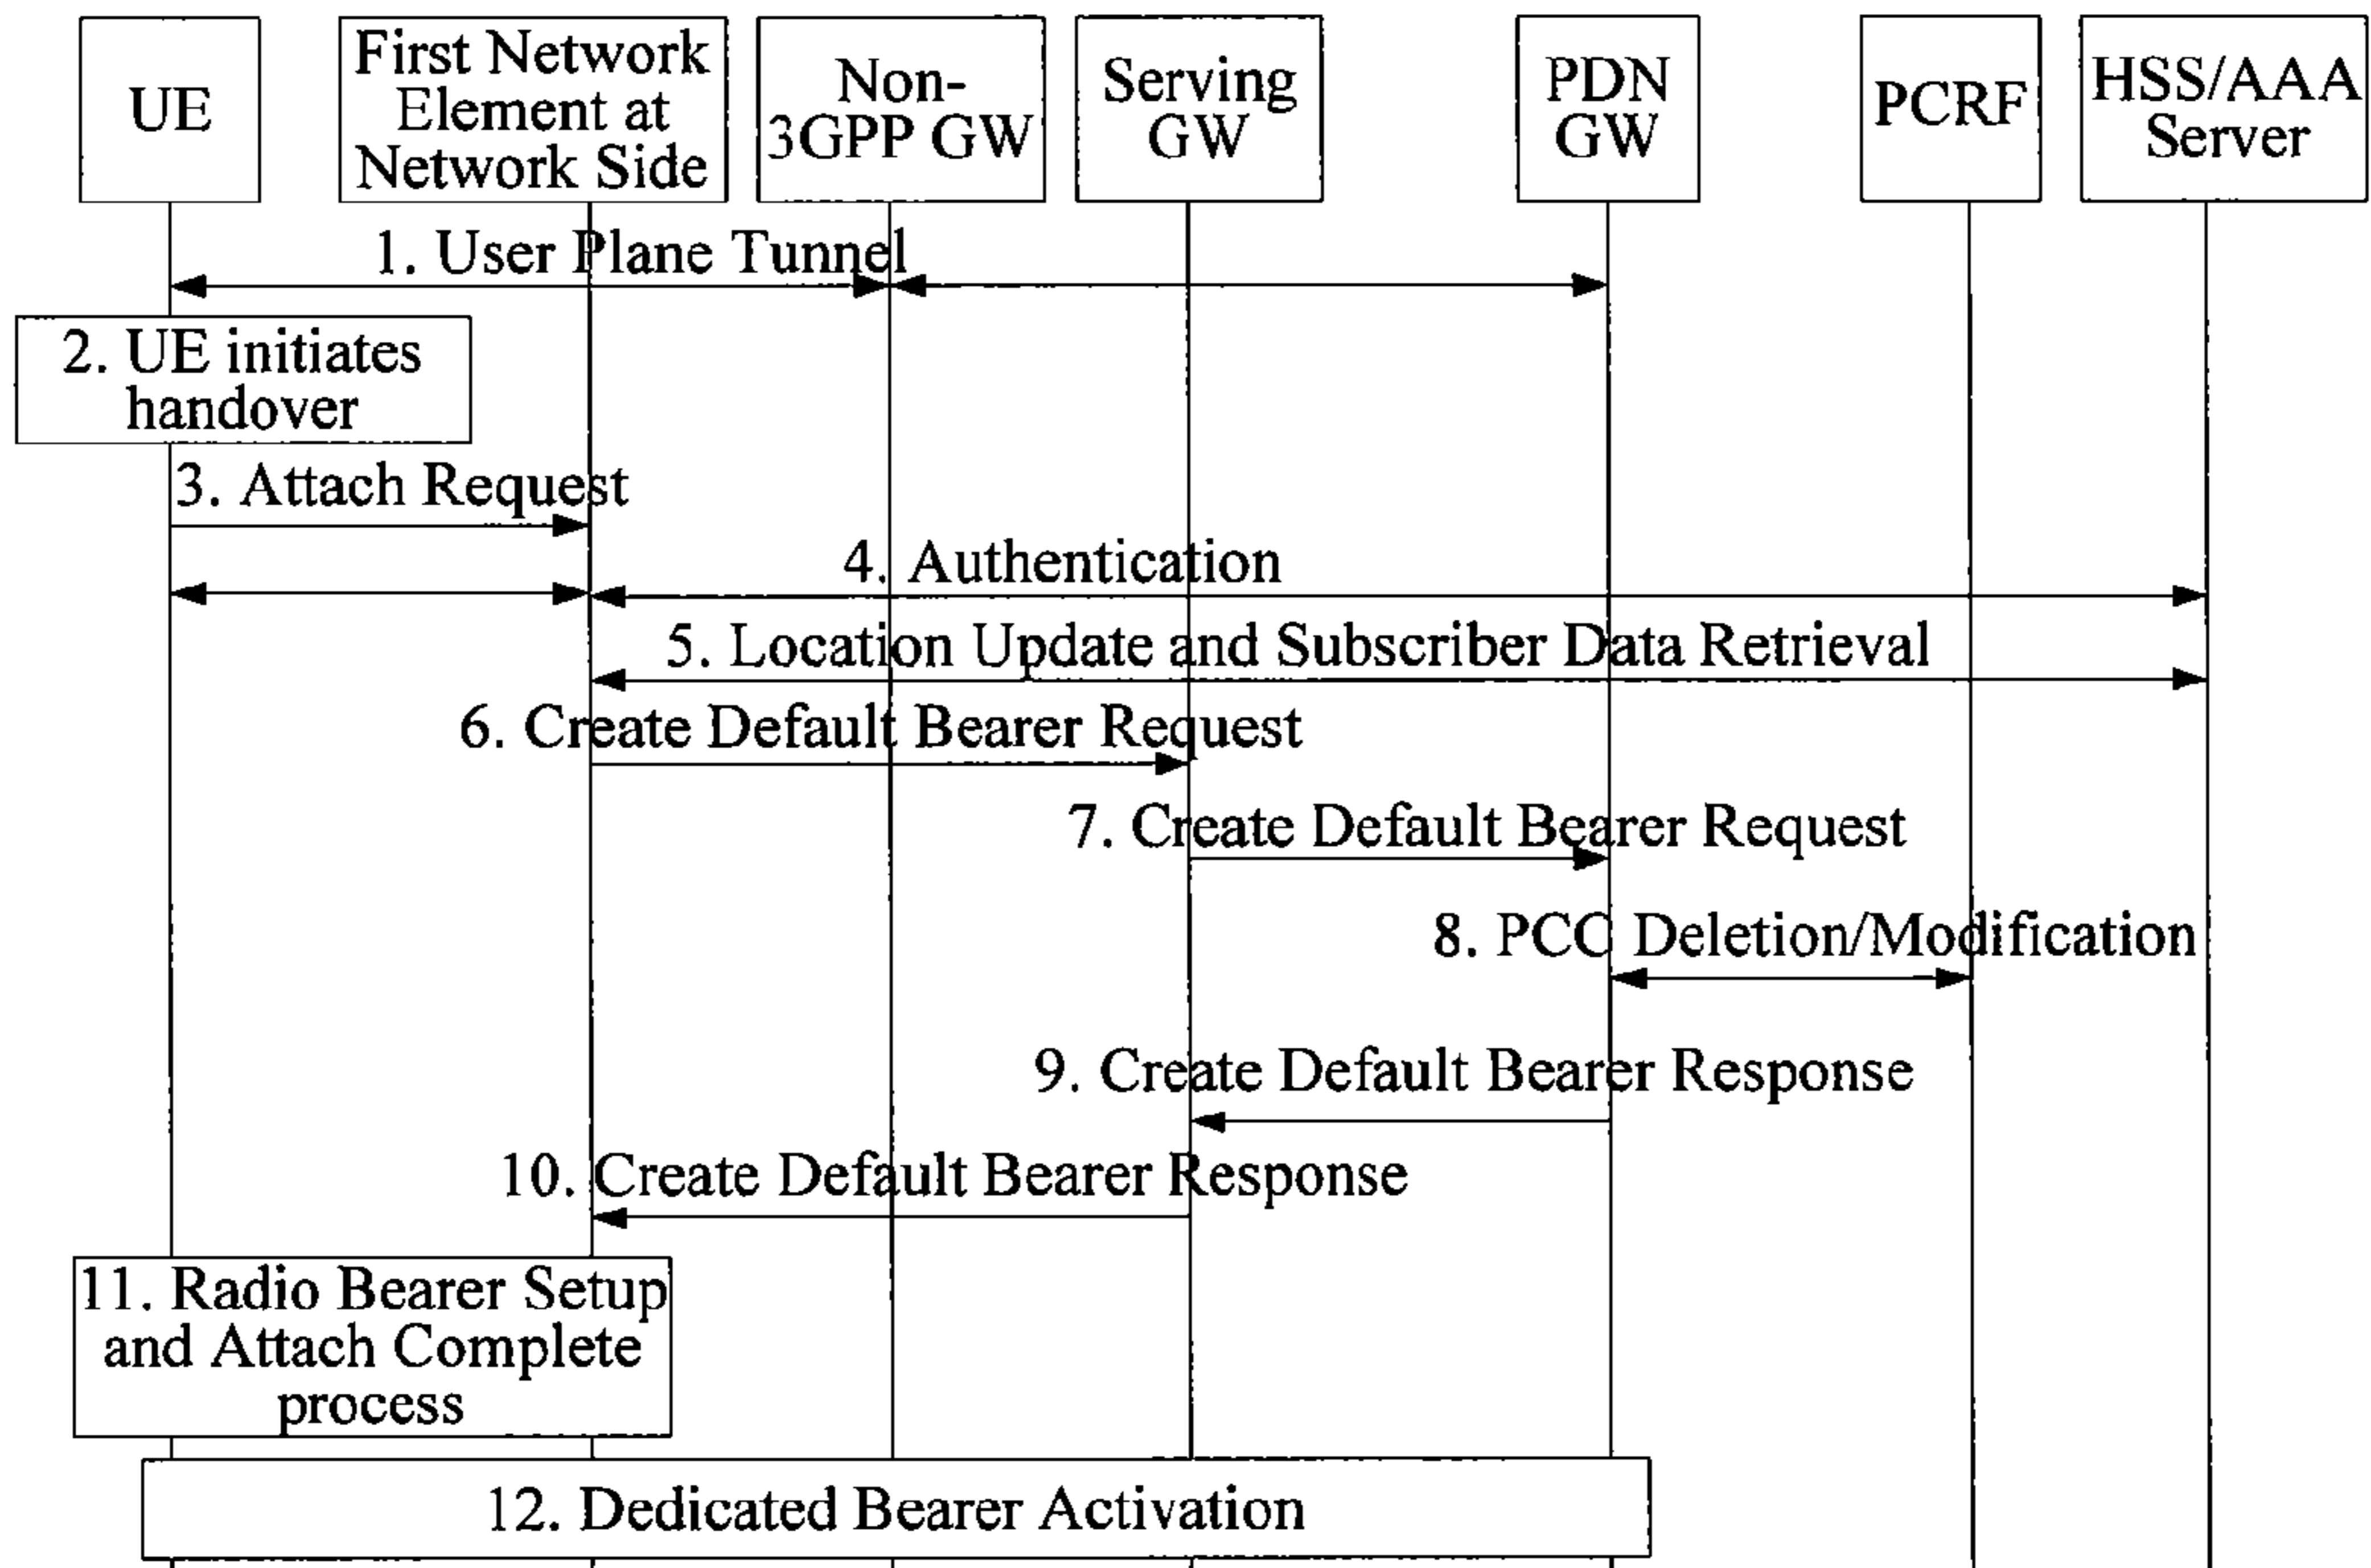 UE
First Network
Element at
Network Side
Non-
3GPP GW
Serving
GW
PDN
GW
PCRF
HSS/AAA
Server
1. User Plane Tunnel
2. UE initiates
handover
3. Attach Request
4. Authentication
5. Location Update and Subscriber Data Retrieval
6. Create Default Bearer Request
7. Create Default Bearer Request
8. PCC Deletion/Modification
9. Create Default Bearer Response
10. Create Default Bearer Response
11. Radio Bearer Setup
and Attach Complete
process
12. Dedicated Bearer Activation